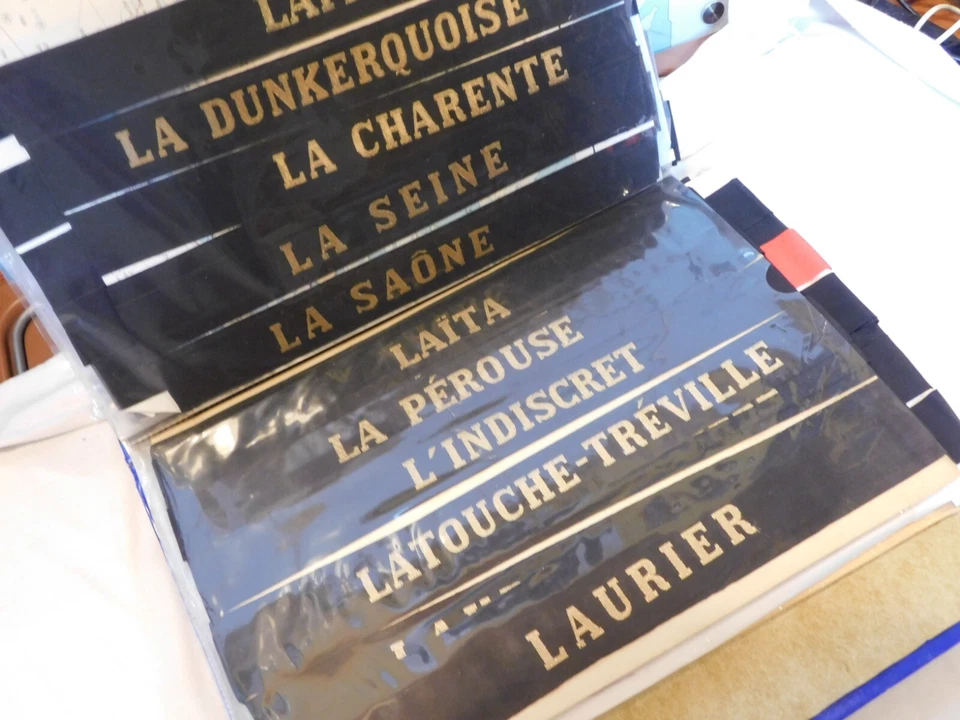 LA DUNKERQUOISE
LA CHARENTE
LA SEINE
LA SAÔNE
LAÏTA
LA PÉROUSE
L'INDISCRET
LATOUCHE-TRÉVILLE
LAURIER